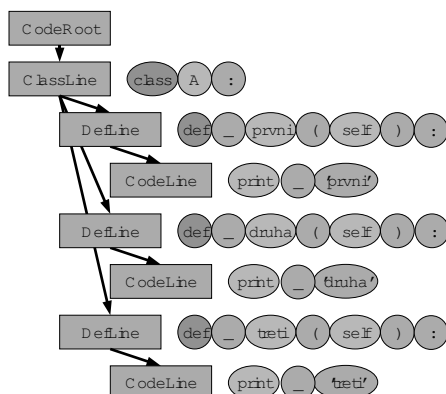 CodeRoot
ClassLine class A :
DefLine def _ prvni ( self ) :
CodeLine print _ 'prvni'
DefLine def _ druha ( self ) :
CodeLine print _ 'druha'
DefLine def _ treti ( self ) :
CodeLine print _ 'treti'